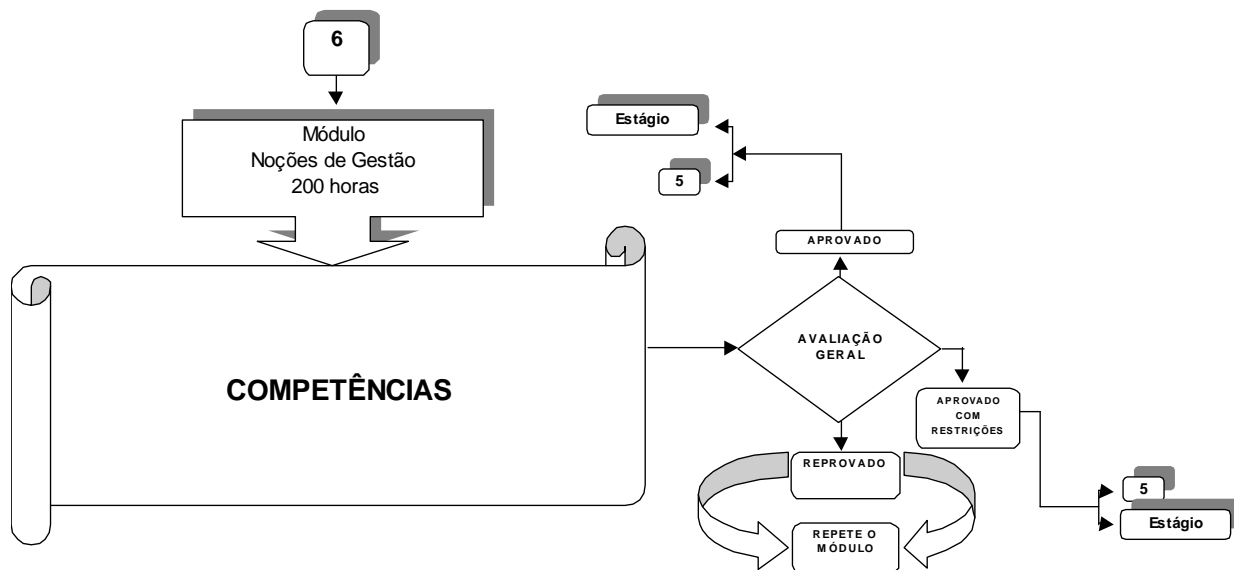 6
Módulo
Noções de Gestão
200 horas
COMPETÊNCIAS
Estágio
5
APROVADO
AVALIAÇÃO
GERAL
APROVADO
COM
RESTRIÇÕES
REPROVADO
REPETE O
MÓDULO
5
Estágio